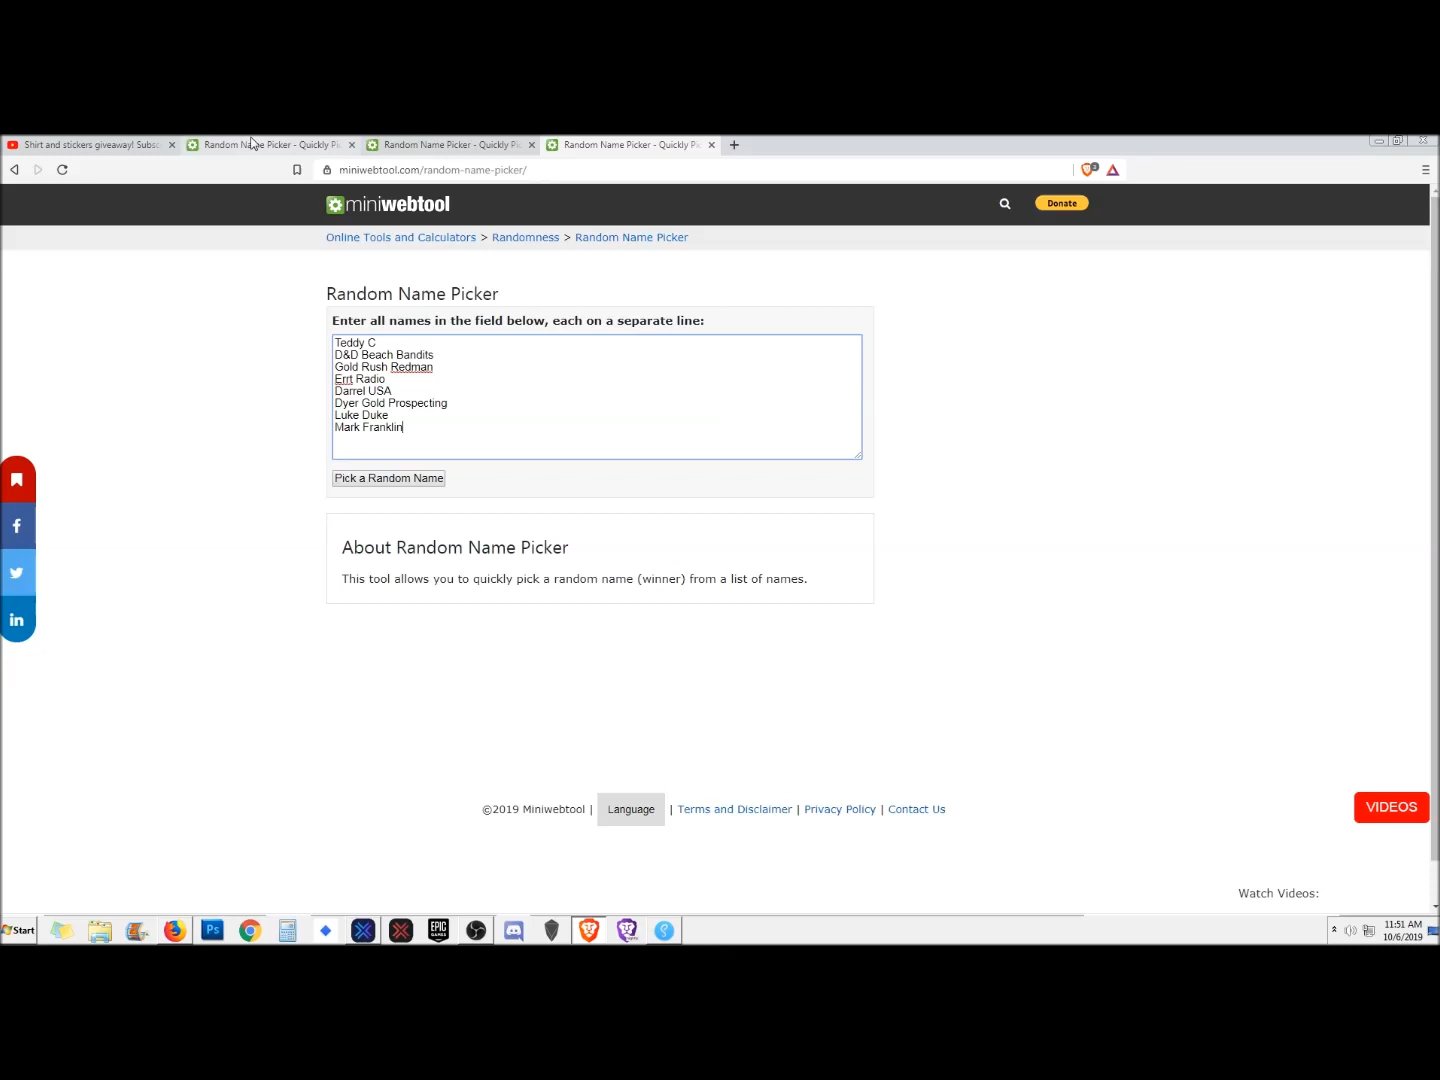 Shirt and stickers giveaway! Subsc
Random Name Picker - Quickly Pi
Random Name Picker - Quickly Pi
Random Name Picker - Quickly Pi
miniwebtool.com/random-name-picker/
miniwebtool
Donate
Online Tools and Calculators > Randomness > Random Name Picker
Random Name Picker
Enter all names in the field below, each on a separate line:
Teddy C
D&D Beach Bandits
Gold Rush Redman
Errt Radio
Darrel USA
Dyer Gold Prospecting
Luke Duke
Mark Franklin
Pick a Random Name
About Random Name Picker
This tool allows you to quickly pick a random name (winner) from a list of names.
©2019 Miniwebtool | Language | Terms and Disclaimer | Privacy Policy | Contact Us
VIDEOS
Watch Videos:
Start
Ps
EPIC GAMES
11:51 AM
10/6/2019